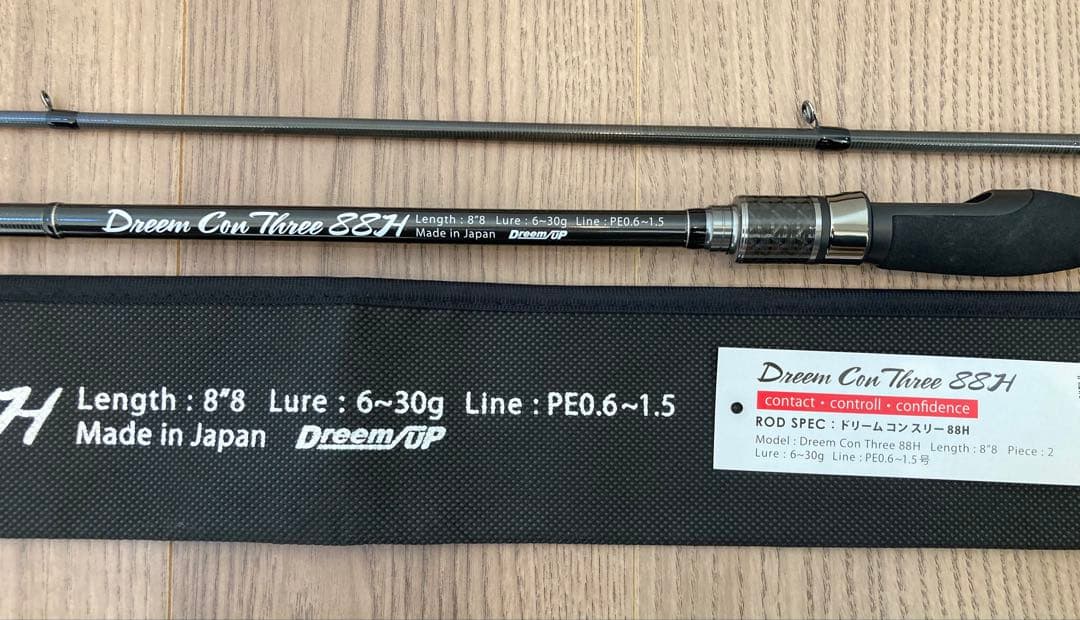 Dreem Con Three 88H Length : 8"8 Lure : 6~30g Line : PE0.6~1.5
Made in Japan Dreem/UP
H Length : 8"8 Lure : 6~30g Line : PE0.6~1.5
Made in Japan Dreem/UP
Dreem Con Three 88H
contact・controll・confidence
ROD SPEC：ドリーム コン スリー 88H
Model : Dreem Con Three 88H Length : 8"8 Piece : 2
Lure : 6~30g Line : PE0.6~1.5号